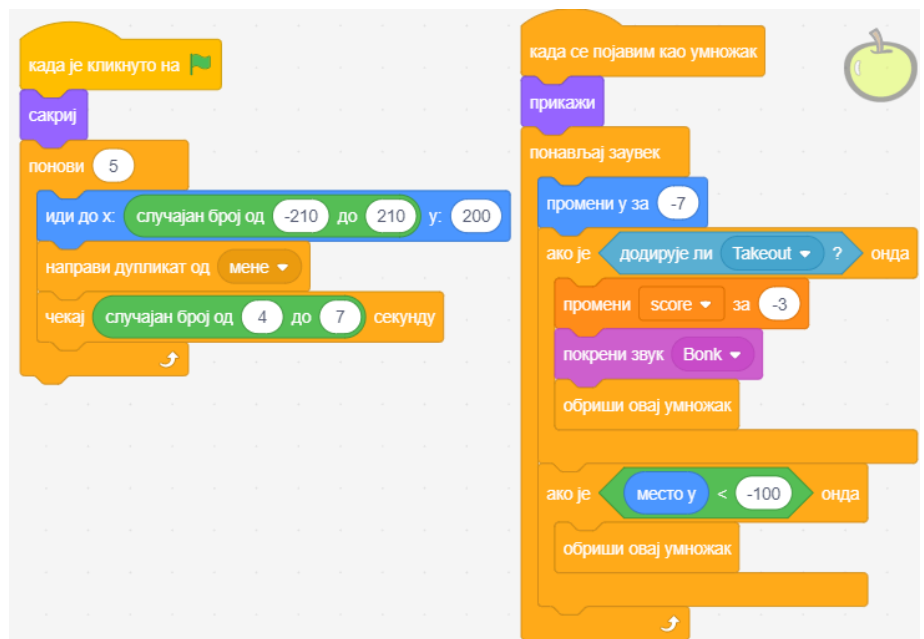 када је кликнуто на
сакриј
понови 5
иди до x: случајан број од -210 до 210 y: 200
направи дупликат од мене
чекај случајан број од 4 до 7 секунду
када се појавим као умножак
прикажи
понављај заувек
промени y за -7
ако је додирује ли Takeout ? онда
промени score за -3
покрени звук Bonk
обриши овај умножак
ако је место y < -100 онда
обриши овај умножак